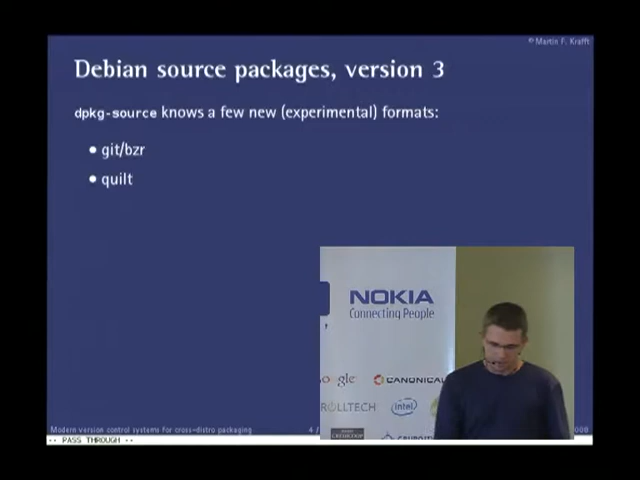 © Martin F. Krafft
Debian source packages, version 3
dpkg-source knows a few new (experimental) formats:
git/bzr
quilt
NOKIA
Connecting People
CANONICAL
intel
Modern version control systems for cross-distro packaging
4 /
-- PASS THROUGH --